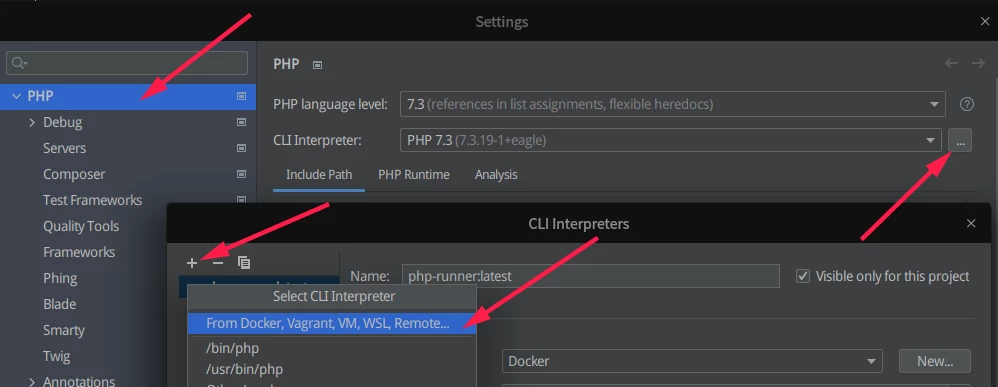 Settings
PHP
PHP
Debug
Servers
Composer
Test Frameworks
Quality Tools
Frameworks
Phing
Blade
Smarty
Twig
Annotations
PHP language level: 7.3 (references in list assignments, flexible heredocs)
CLI Interpreter: PHP 7.3 (7.3.19-1+eagle) ...
Include Path PHP Runtime Analysis
CLI Interpreters
Name: php-runner:latest Visible only for this project
Select CLI Interpreter
From Docker, Vagrant, VM, WSL, Remote...
/bin/php
/usr/bin/php
Docker New...